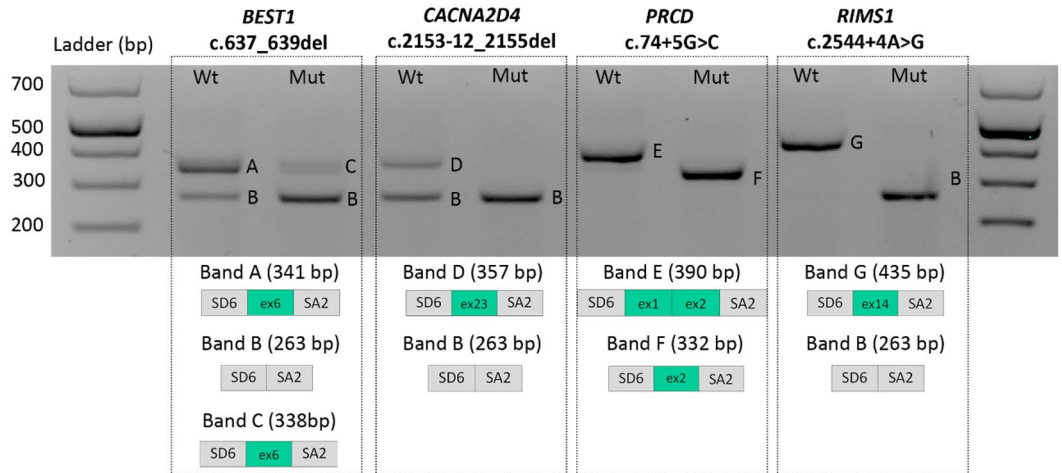 BEST1 CACNA2D4 PRCD RIMS1
Ladder (bp) c.637_639del c.2153-12_2155del c.74+5G>C c.2544+4A>G
Wt Mut Wt Mut Wt Mut Wt Mut
700
500
400
300
200
A C D E F G B
B B B B
Band A (341 bp) Band D (357 bp) Band E (390 bp) Band G (435 bp)
SD6 ex6 SA2 SD6 ex23 SA2 SD6 ex1 ex2 SA2 SD6 ex14 SA2
Band B (263 bp) Band B (263 bp) Band F (332 bp) Band B (263 bp)
SD6 SA2 SD6 SA2 SD6 ex2 SA2 SD6 SA2
Band C (338bp)
SD6 ex6 SA2